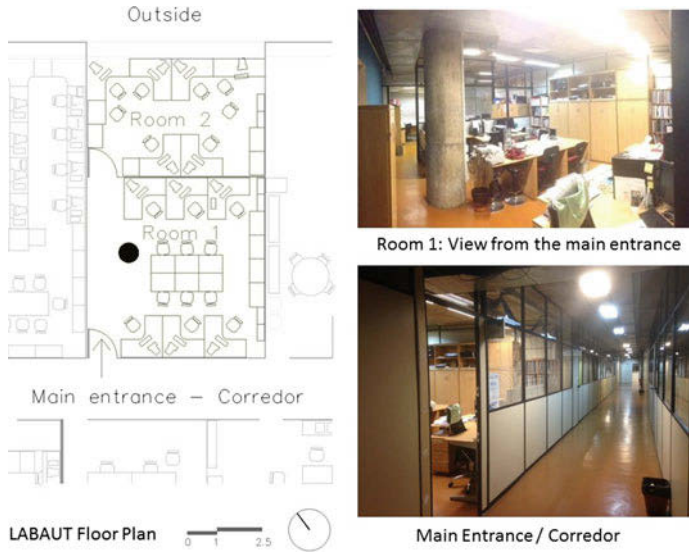 Outside
Room 2
Room 1
Main entrance – Corredor
LABAUT Floor Plan
0 1 2.5
Room 1: View from the main entrance
Main Entrance / Corredor